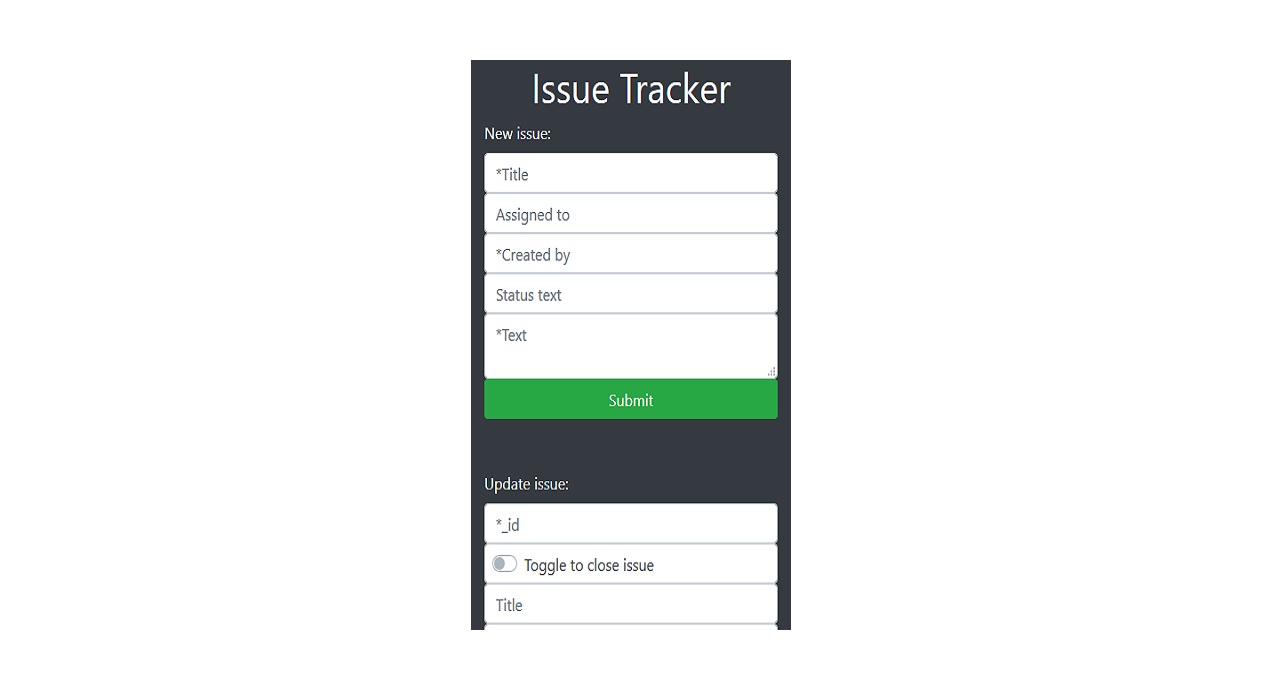 Issue Tracker
New issue:
*Title
Assigned to
*Created by
Status text
*Text
Submit
Update issue:
*_id
Toggle to close issue
Title